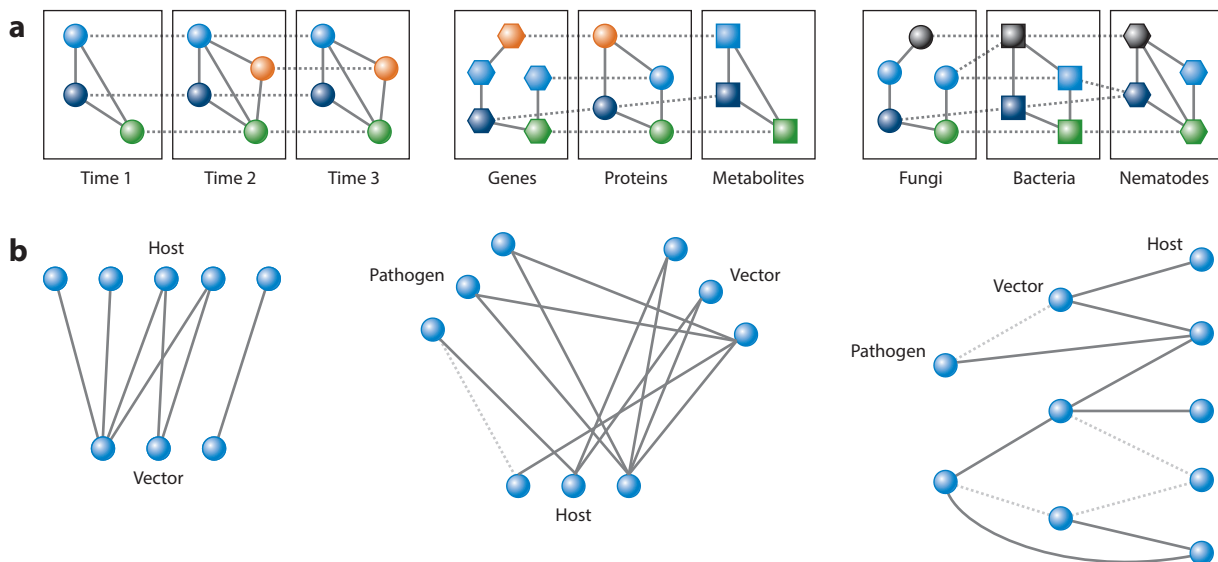 a
Time 1
Time 2
Time 3
Genes
Proteins
Metabolites
Fungi
Bacteria
Nematodes
b
Host
Vector
Pathogen
Vector
Host
Host
Vector
Pathogen